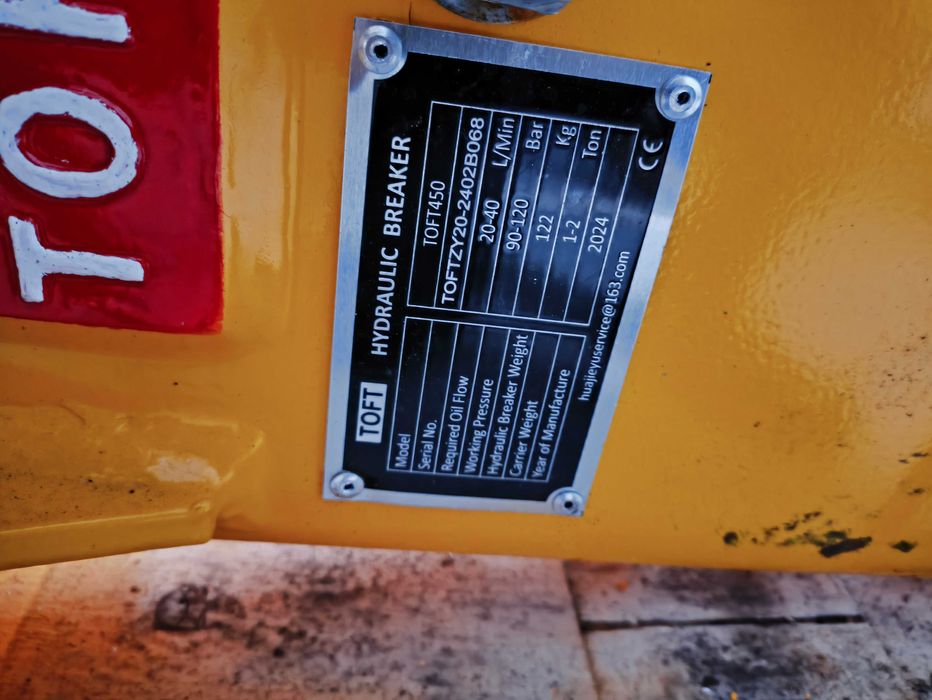 TOFT
TOFT HYDRAULIC BREAKER
Model TOFT450
Serial No. TOFTZY20-2402B068
Required Oil Flow 20-40 L/Min
Working Pressure 90-120 Bar
Hydraulic Breaker Weight 122 Kg
Carrier Weight 1-2 Ton
Year of Manufacture 2024
huajieyuservice@163.com CE